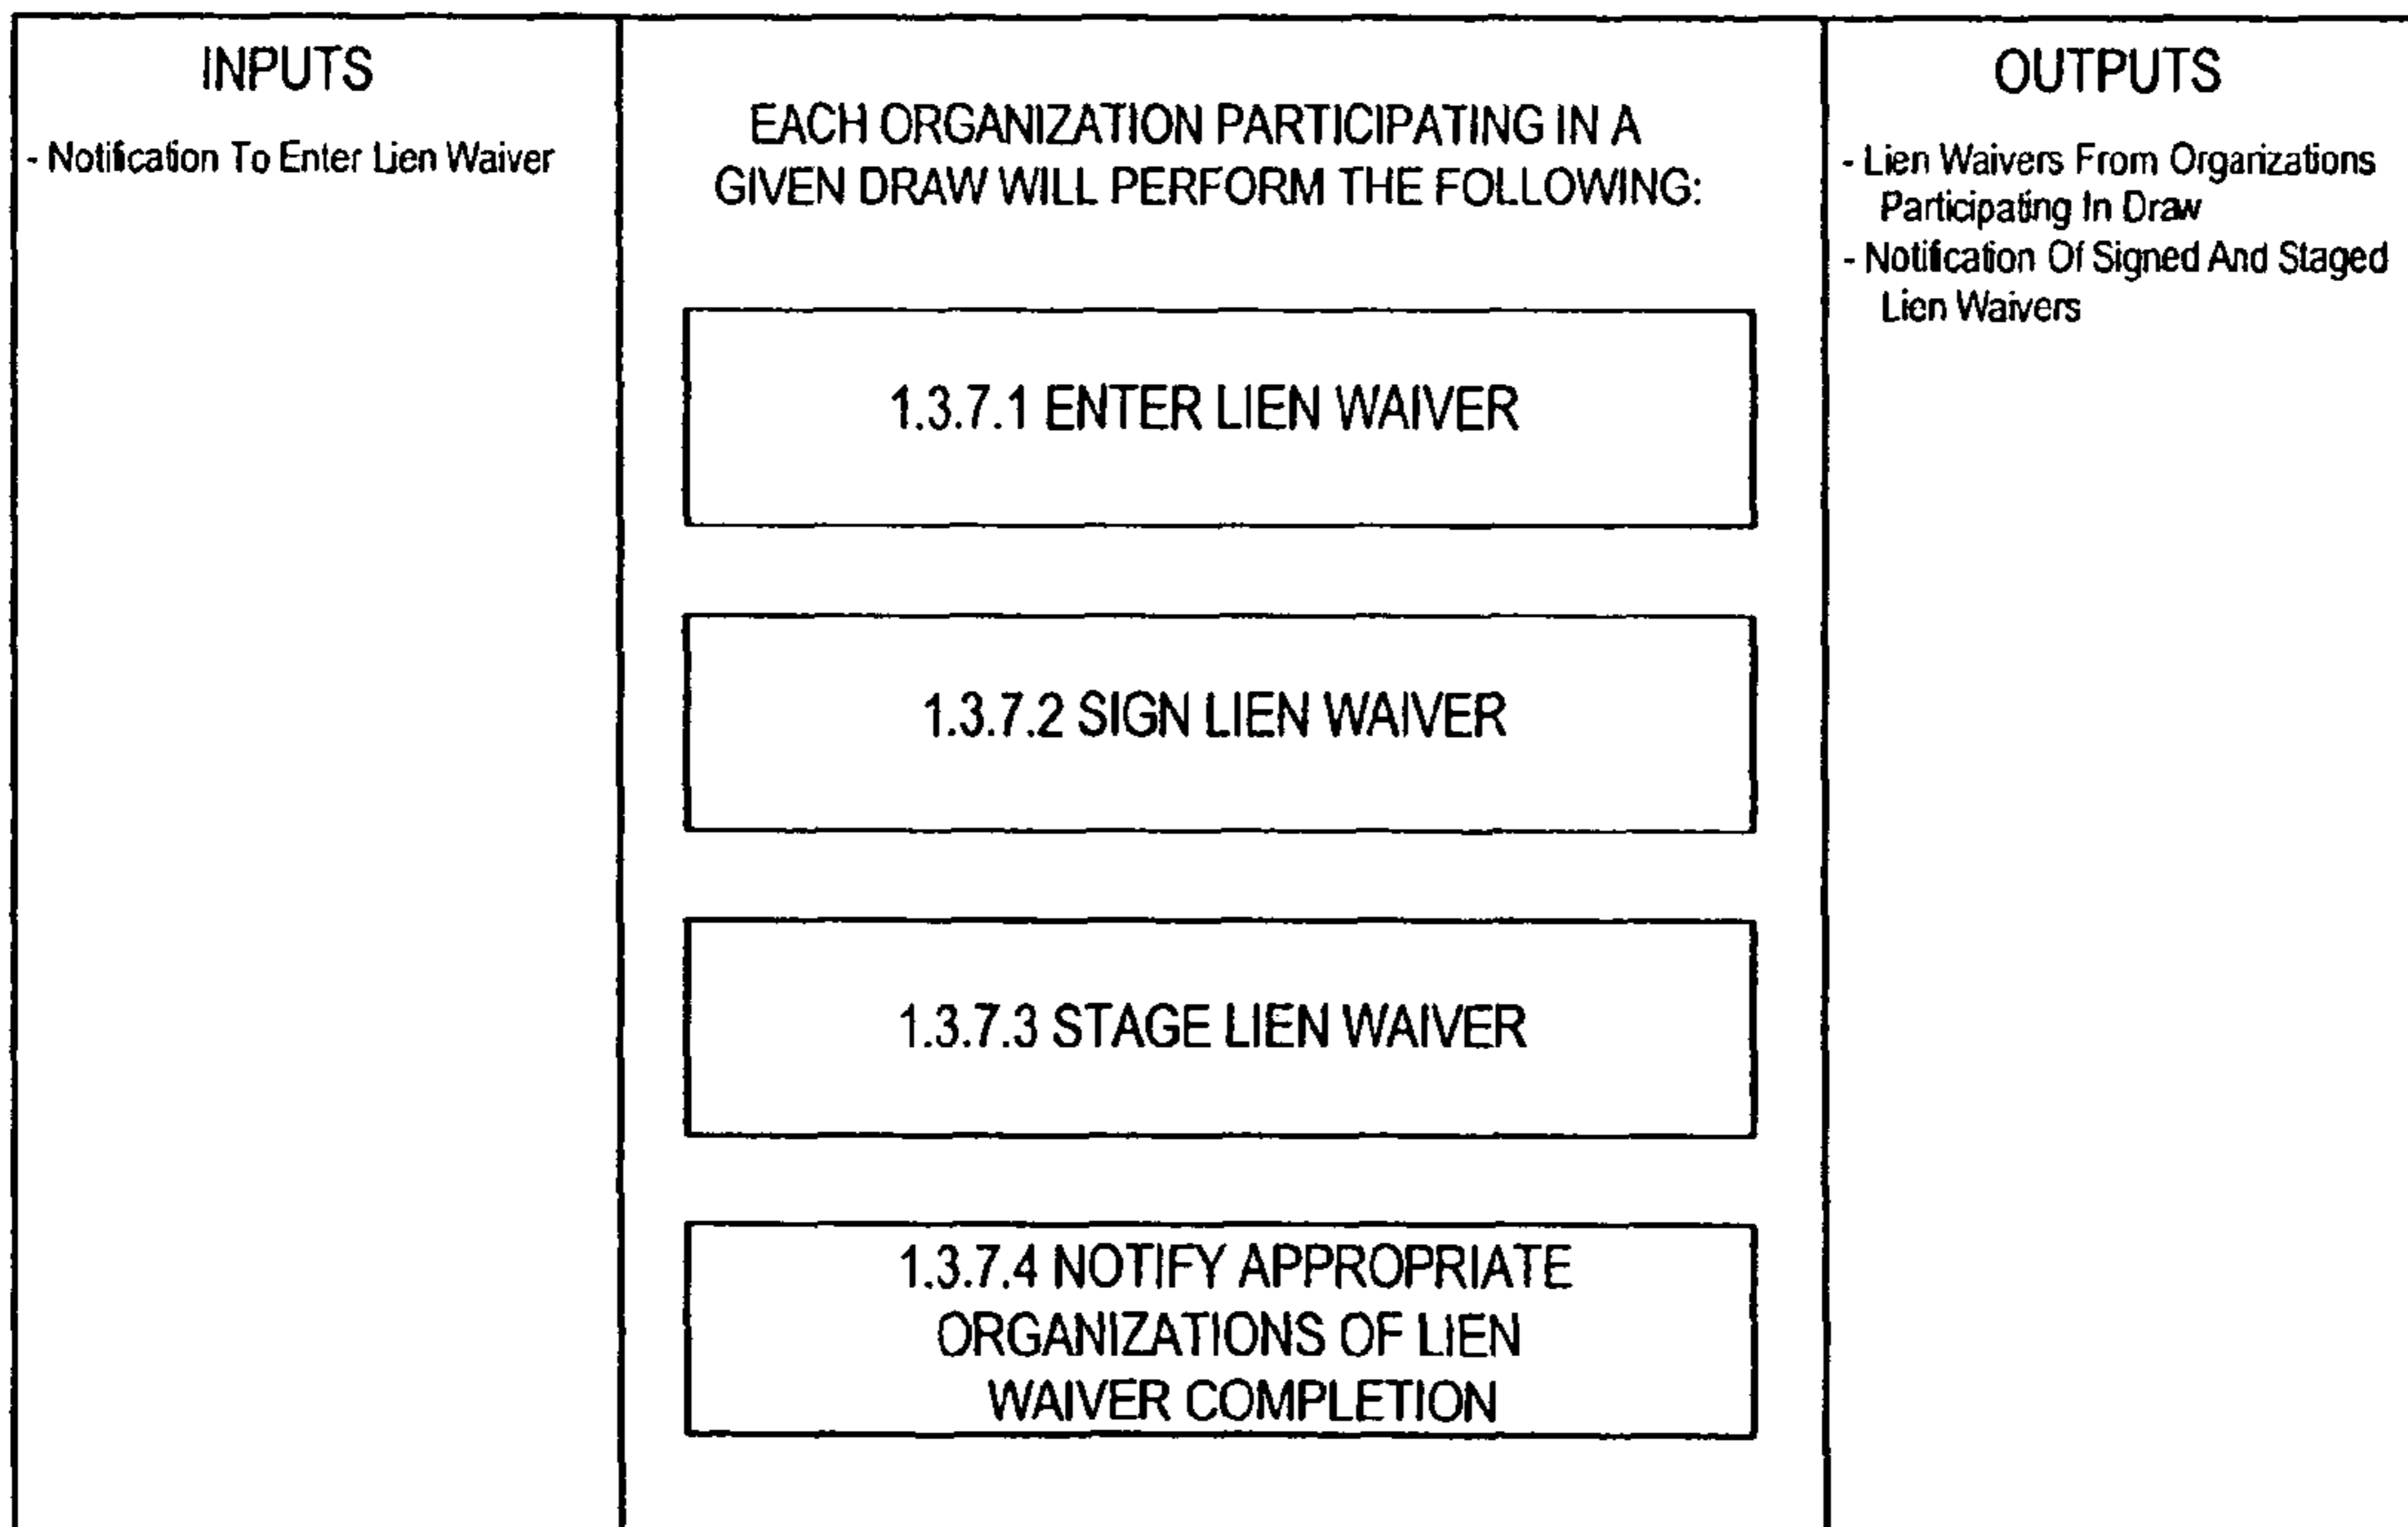 INPUTS
- Notification To Enter Lien Waiver
EACH ORGANIZATION PARTICIPATING IN A
GIVEN DRAW WILL PERFORM THE FOLLOWING:
1.3.7.1 ENTER LIEN WAIVER
1.3.7.2 SIGN LIEN WAIVER
1.3.7.3 STAGE LIEN WAIVER
1.3.7.4 NOTIFY APPROPRIATE
ORGANIZATIONS OF LIEN
WAIVER COMPLETION
OUTPUTS
- Lien Waivers From Organizations
Participating In Draw
- Notification Of Signed And Staged
Lien Waivers